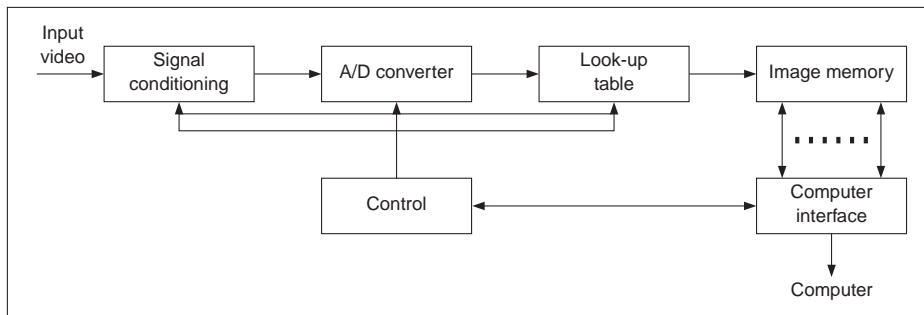 Input
video
Signal
conditioning
A/D converter
Look-up
table
Image memory
Control
Computer
interface
Computer